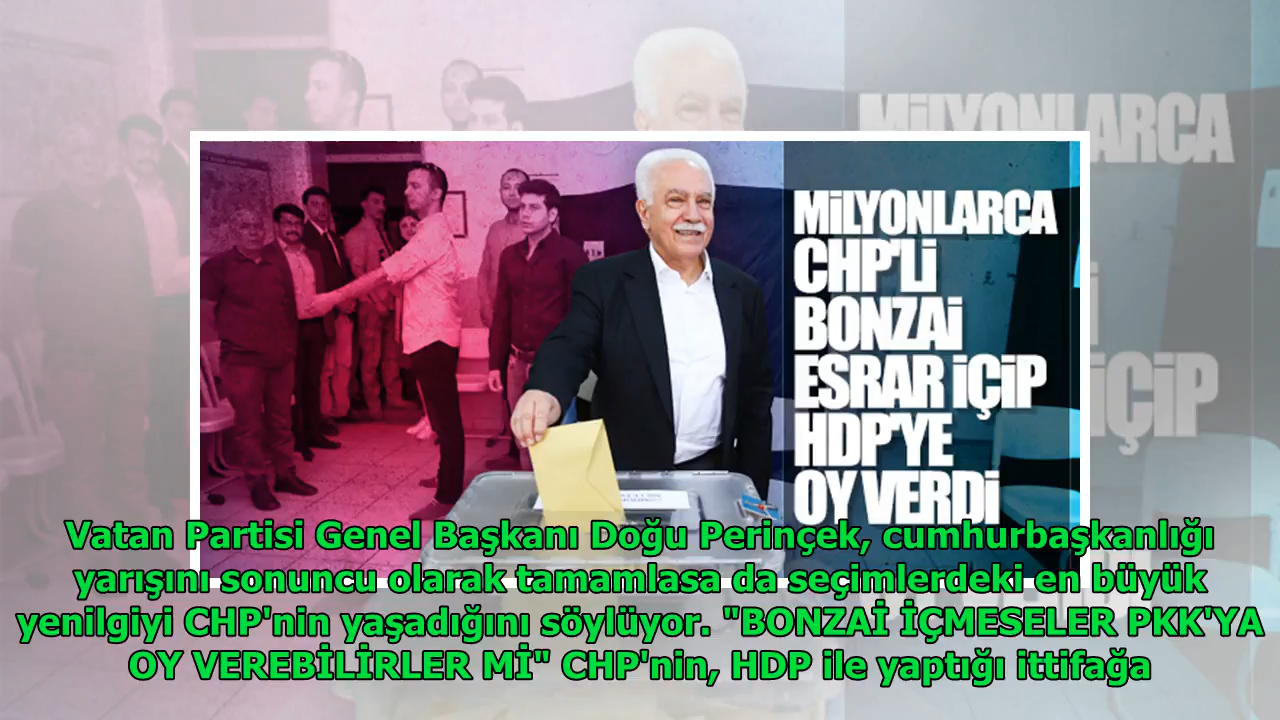 MİLYONLARCA
CHP'Lİ
BONZAİ
ESRAR İÇİP
HDP'YE
OY VERDİ
Vatan Partisi Genel Başkanı Doğu Perinçek, cumhurbaşkanlığı
yarışını sonuncu olarak tamamlasa da seçimlerdeki en büyük
yenilgiyi CHP'nin yaşadığını söylüyor. "BONZAİ İÇMESELER PKK'YA
OY VEREBİLİRLER Mİ" CHP'nin, HDP ile yaptığı ittifağa